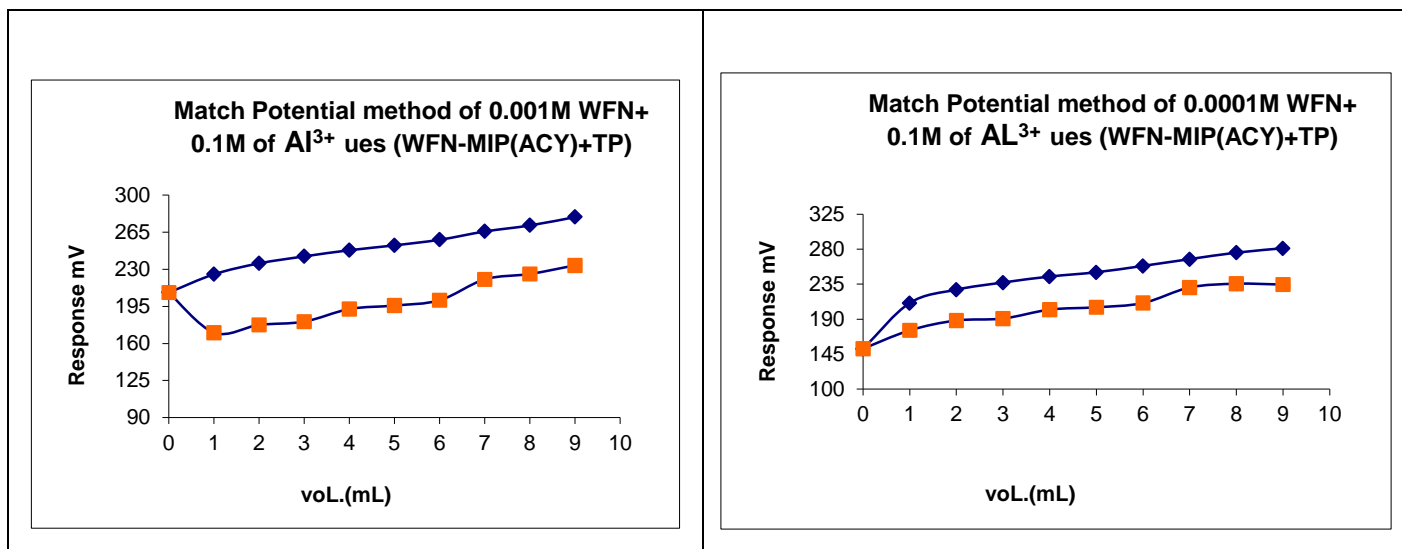 Match Potential method of 0.001M WFN+
0.1M of Al³⁺ ues (WFN-MIP(ACY)+TP)
300
265
230
195
160
125
90
Response mV
0 1 2 3 4 5 6 7 8 9 10
voL.(mL)
Match Potential method of 0.0001M WFN+
0.1M of AL³⁺ ues (WFN-MIP(ACY)+TP)
325
280
235
190
145
100
Response mV
0 1 2 3 4 5 6 7 8 9 10
voL.(mL)